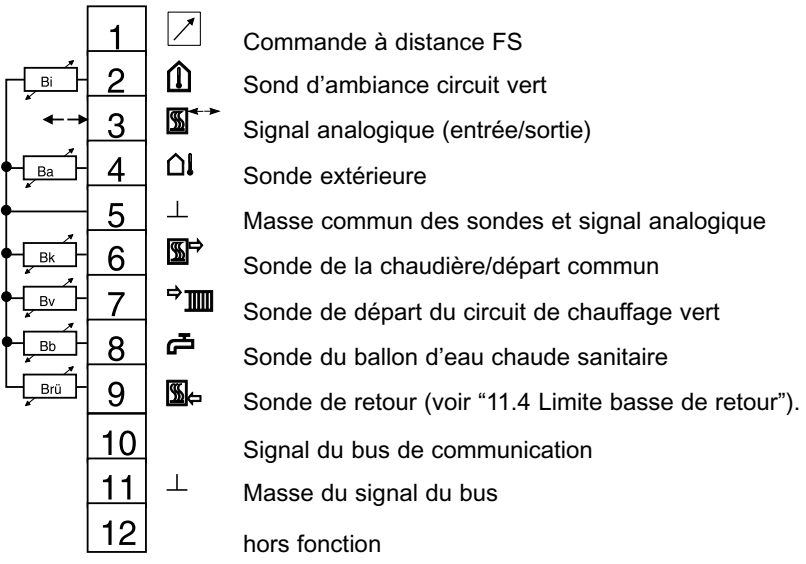 1 Commande à distance FS
Bi 2 Sond d’ambiance circuit vert
3 Signal analogique (entrée/sortie)
Ba 4 Sonde extérieure
5 Masse commun des sondes et signal analogique
Bk 6 Sonde de la chaudière/départ commun
Bv 7 Sonde de départ du circuit de chauffage vert
Bb 8 Sonde du ballon d’eau chaude sanitaire
Brü 9 Sonde de retour (voir “11.4 Limite basse de retour”).
10 Signal du bus de communication
11 Masse du signal du bus
12 hors fonction